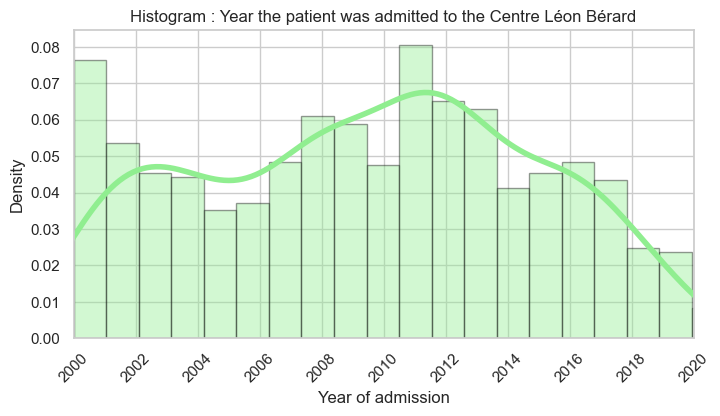 Histogram : Year the patient was admitted to the Centre Léon Bérard
0.08
0.07
0.06
0.05
0.04
0.03
0.02
0.01
0.00
Density
2000 2002 2004 2006 2008 2010 2012 2014 2016 2018 2020
Year of admission